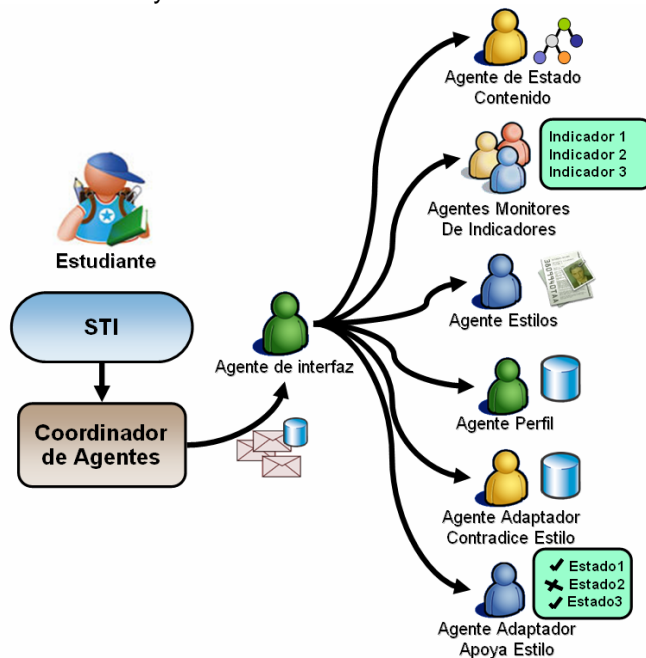 y
Agente de Estado
Contenido
Indicador 1
Indicador 2
Indicador 3
Agentes Monitores
De Indicadores
Estudiante
STI
Agente Estilos
Agente de interfaz
Coordinador
de Agentes
Agente Perfil
Agente Adaptador
Contradice Estilo
Estado1
Estado2
Estado3
Agente Adaptador
Apoya Estilo